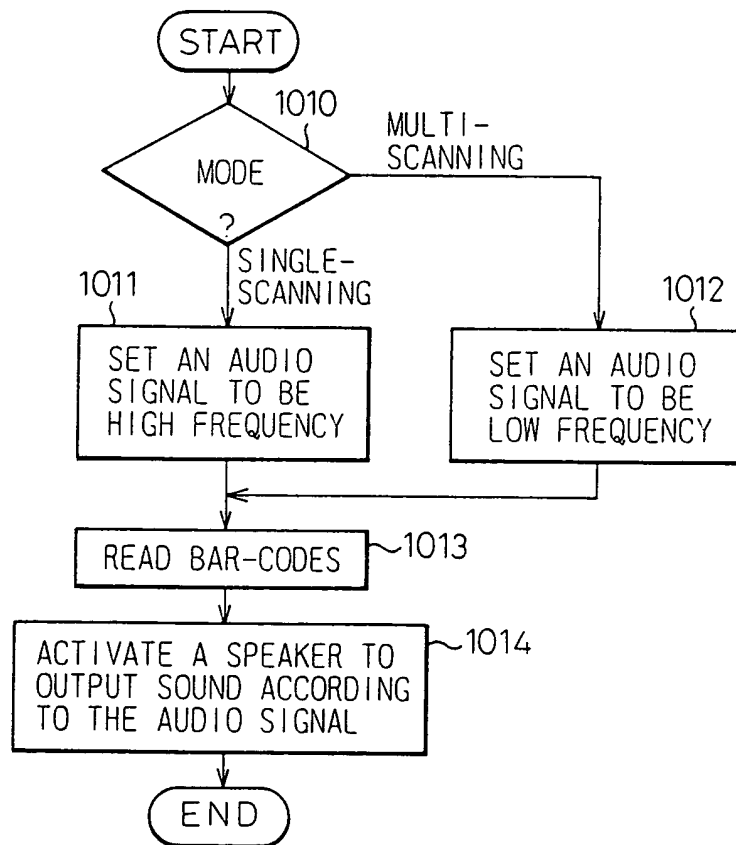 START
1010
MODE
?
MULTI-
SCANNING
SINGLE-
SCANNING
1011
SET AN AUDIO
SIGNAL TO BE
HIGH FREQUENCY
1012
SET AN AUDIO
SIGNAL TO BE
LOW FREQUENCY
READ BAR-CODES
1013
ACTIVATE A SPEAKER TO
OUTPUT SOUND ACCORDING
TO THE AUDIO SIGNAL
1014
END